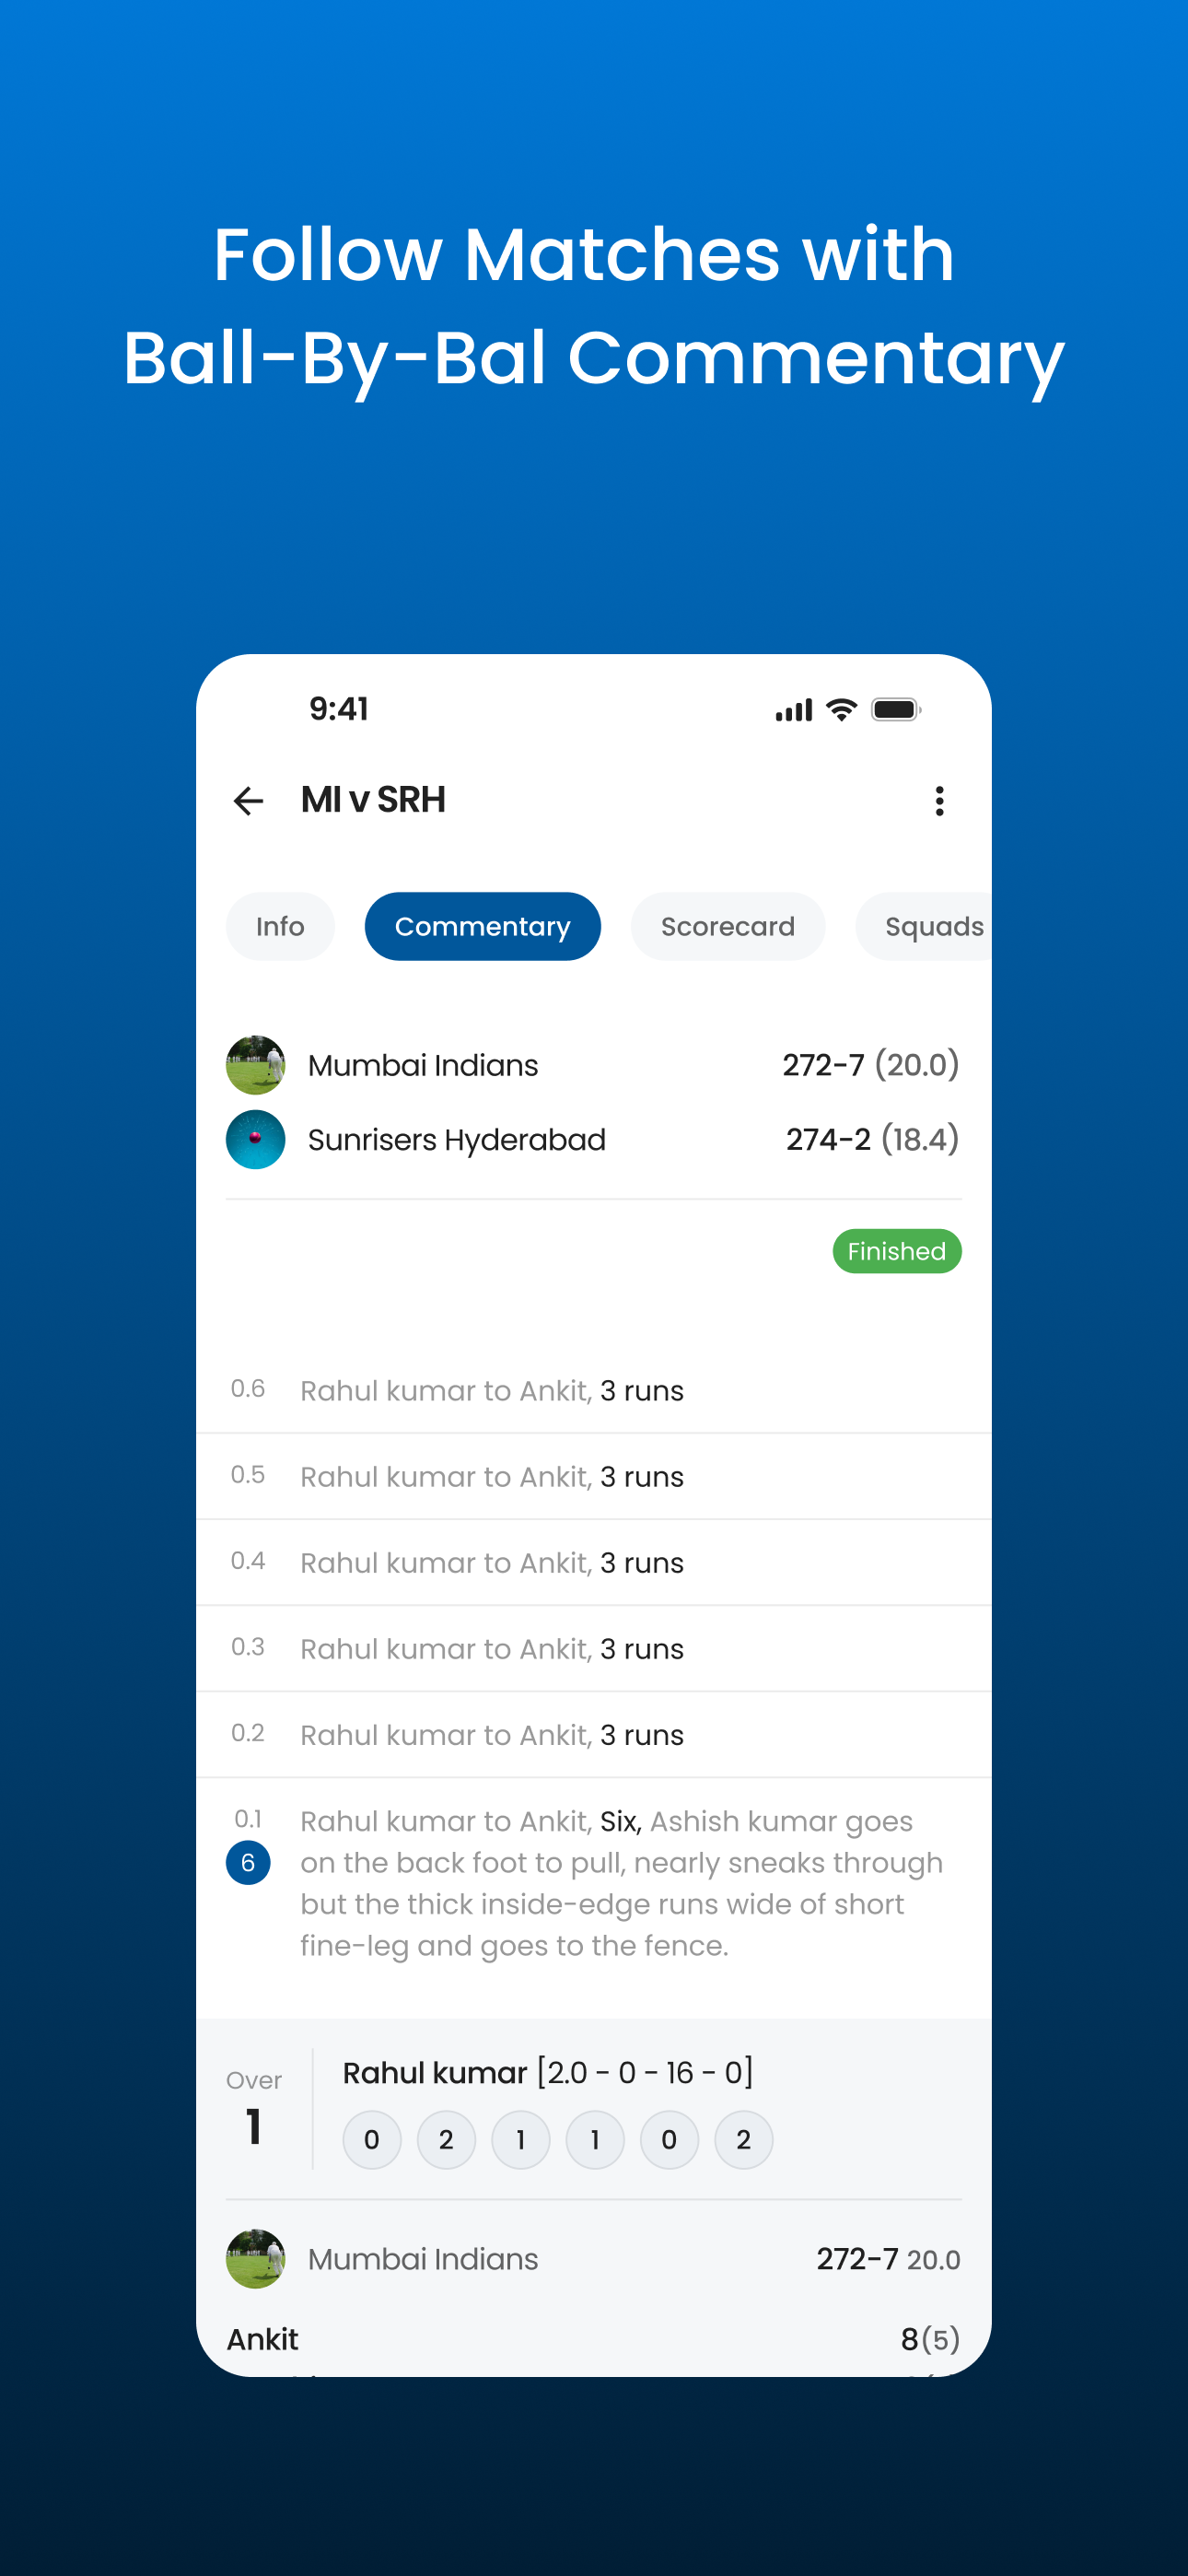 Follow Matches with
Ball-By-Bal Commentary
9:41
MI v SRH
Info
Commentary
Scorecard
Squads
Mumbai Indians 272-7 (20.0)
Sunrisers Hyderabad 274-2 (18.4)
Finished
0.6 Rahul kumar to Ankit, 3 runs
0.5 Rahul kumar to Ankit, 3 runs
0.4 Rahul kumar to Ankit, 3 runs
0.3 Rahul kumar to Ankit, 3 runs
0.2 Rahul kumar to Ankit, 3 runs
0.1 Rahul kumar to Ankit, Six, Ashish kumar goes
6 on the back foot to pull, nearly sneaks through
but the thick inside-edge runs wide of short
fine-leg and goes to the fence.
Over
1
Rahul kumar [2.0 - 0 - 16 - 0]
0 2 1 1 0 2
Mumbai Indians 272-7 20.0
Ankit 8(5)